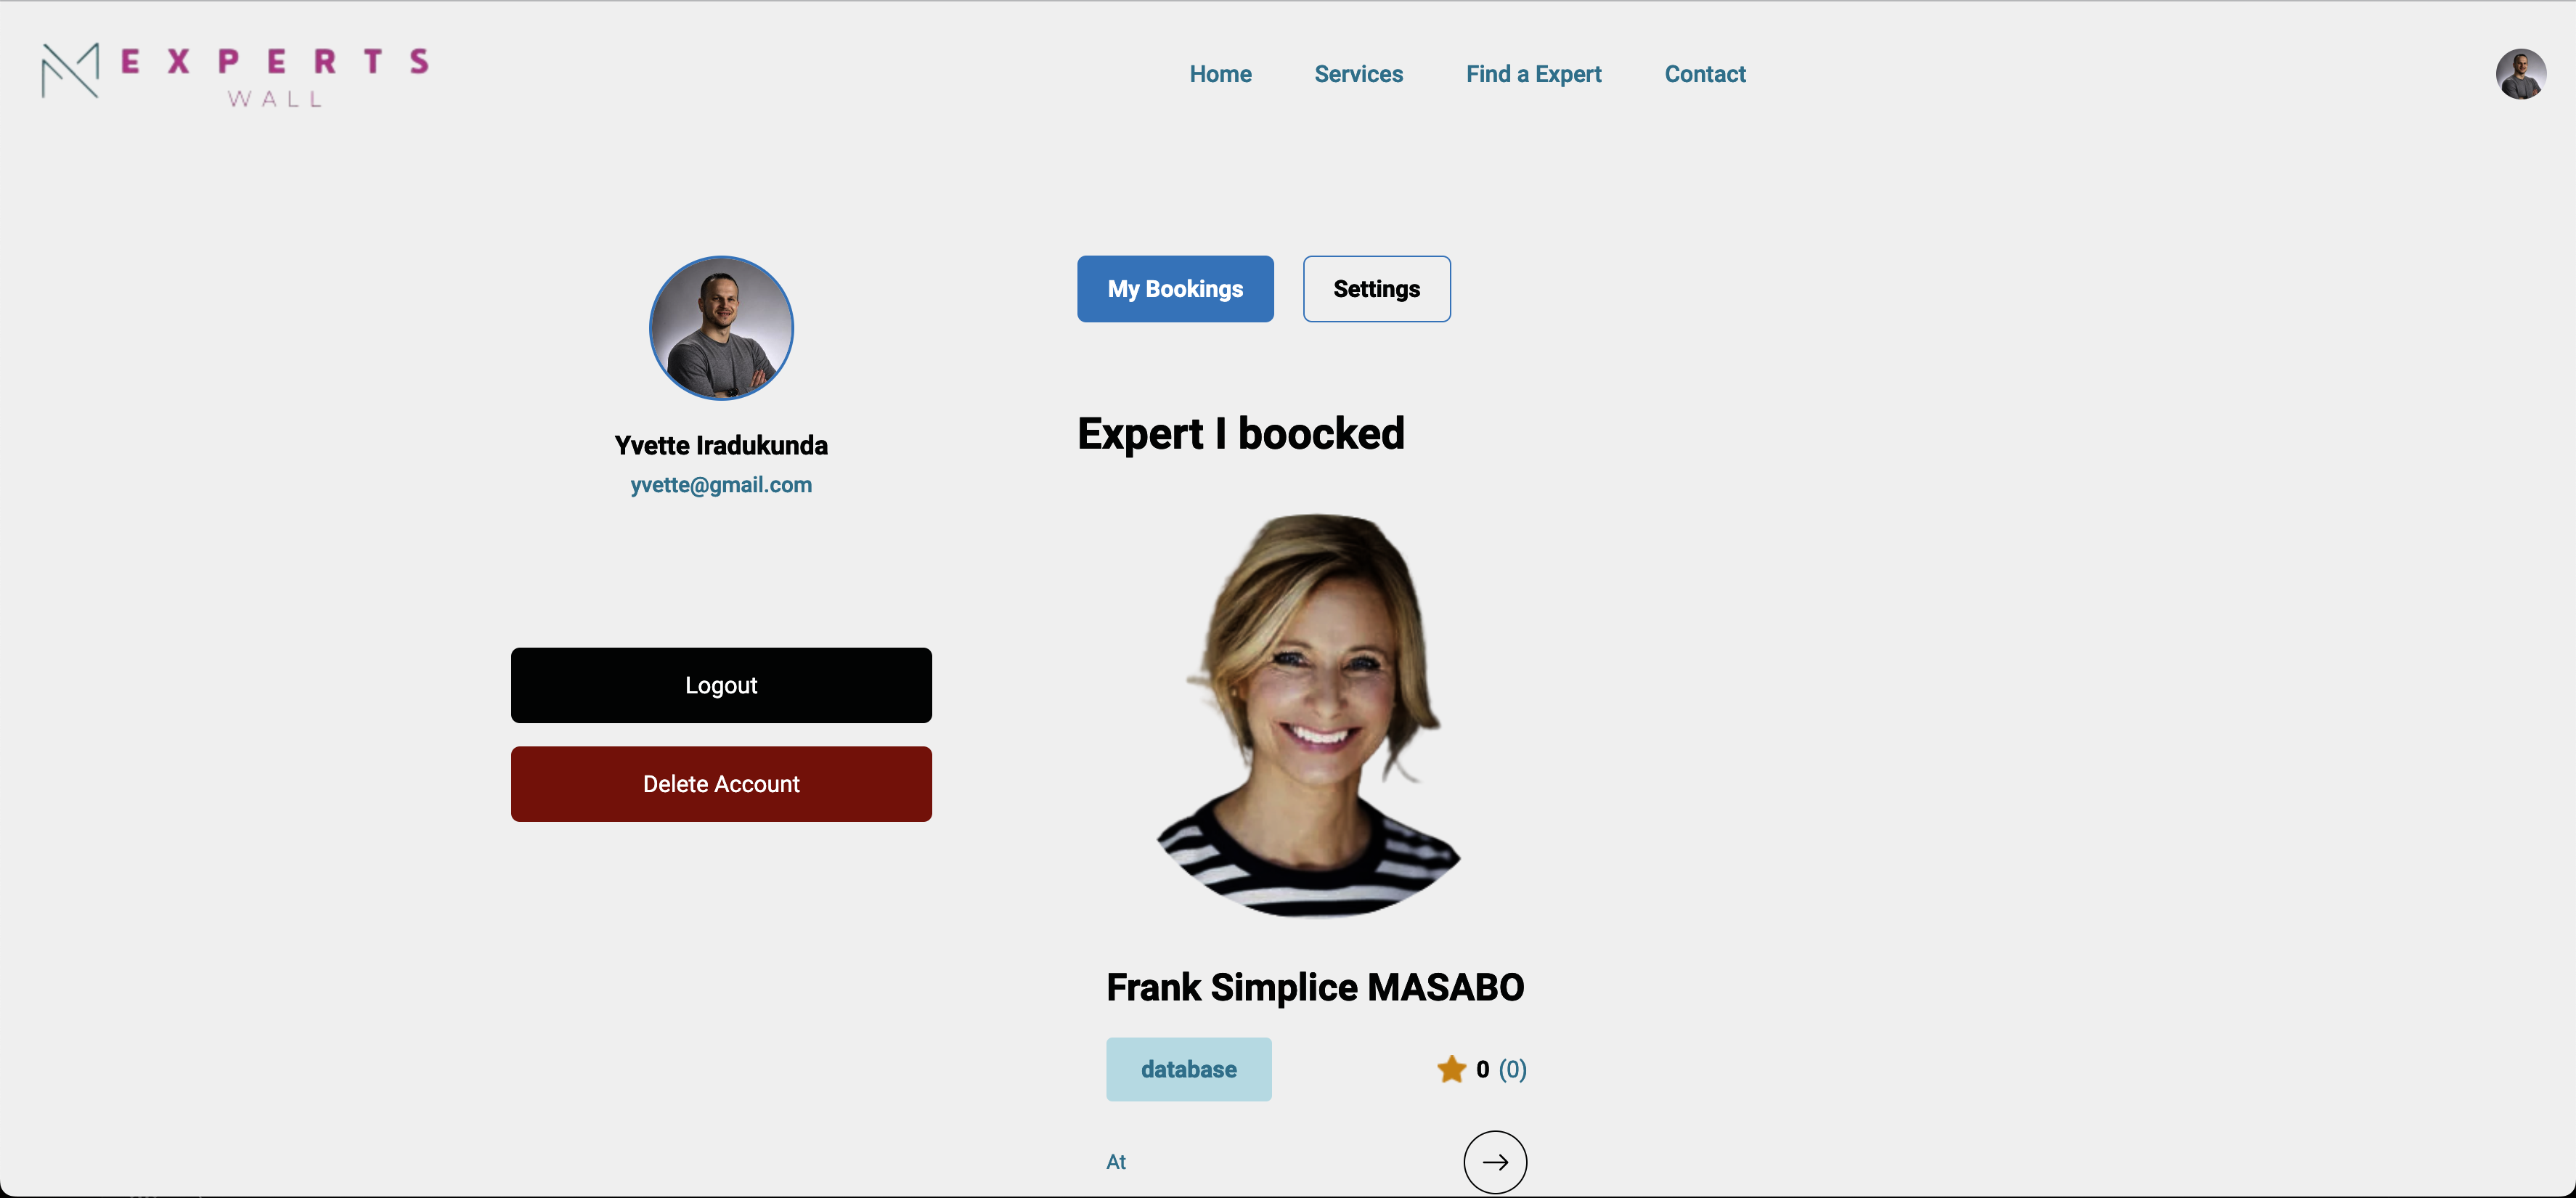 EXPERTS
WALL
Home Services Find a Expert Contact
My Bookings Settings
Yvette Iradukunda
yvette@gmail.com
Logout
Delete Account
Expert I boocked
Frank Simplice MASABO
database 0 (0)
At